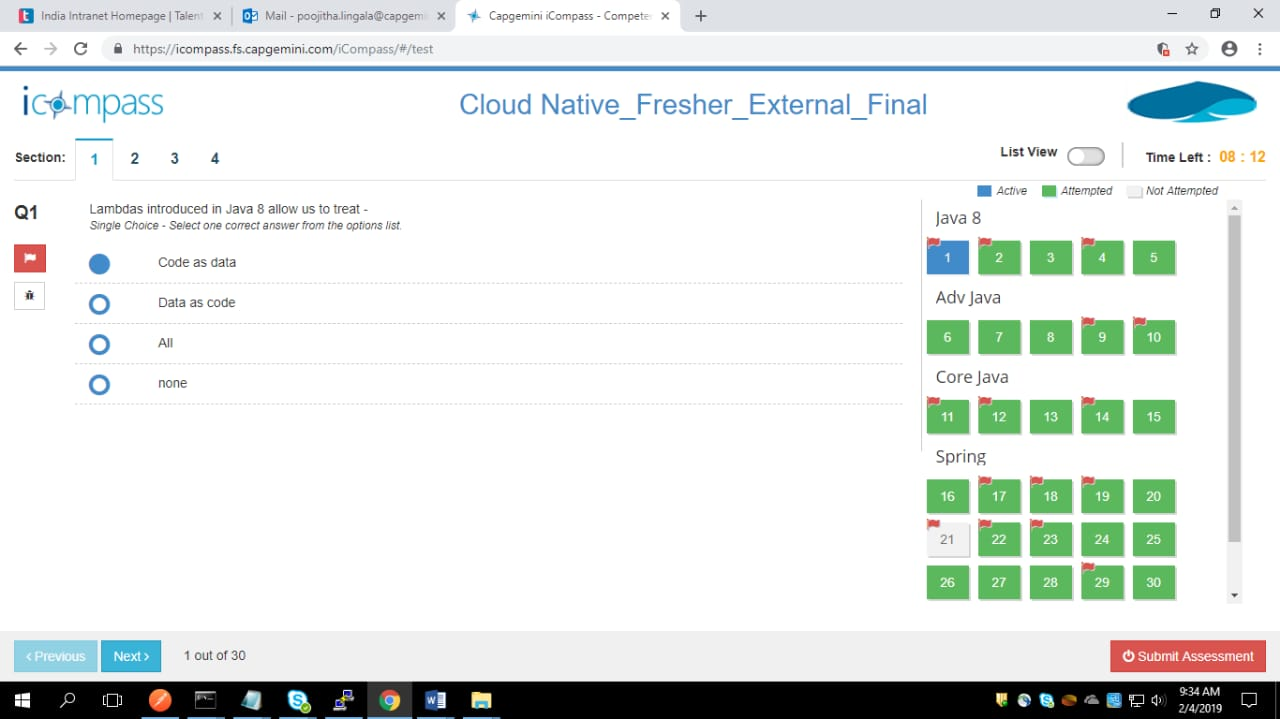 India Intranet Homepage | Talent
Mail - poojitha.lingala@capgemi
Capgemini iCompass - Compete
https://icompass.fs.capgemini.com/iCompass/#/test
icompass
Cloud Native_Fresher_External_Final
Section: 1 2 3 4
List View
Time Left : 08 : 12
Active Attempted Not Attempted
Q1
Lambdas introduced in Java 8 allow us to treat -
Single Choice - Select one correct answer from the options list.
Code as data
Data as code
All
none
Java 8
1 2 3 4 5
Adv Java
6 7 8 9 10
Core Java
11 12 13 14 15
Spring
16 17 18 19 20
21 22 23 24 25
26 27 28 29 30
‹ Previous
Next ›
1 out of 30
Submit Assessment
9:34 AM
2/4/2019